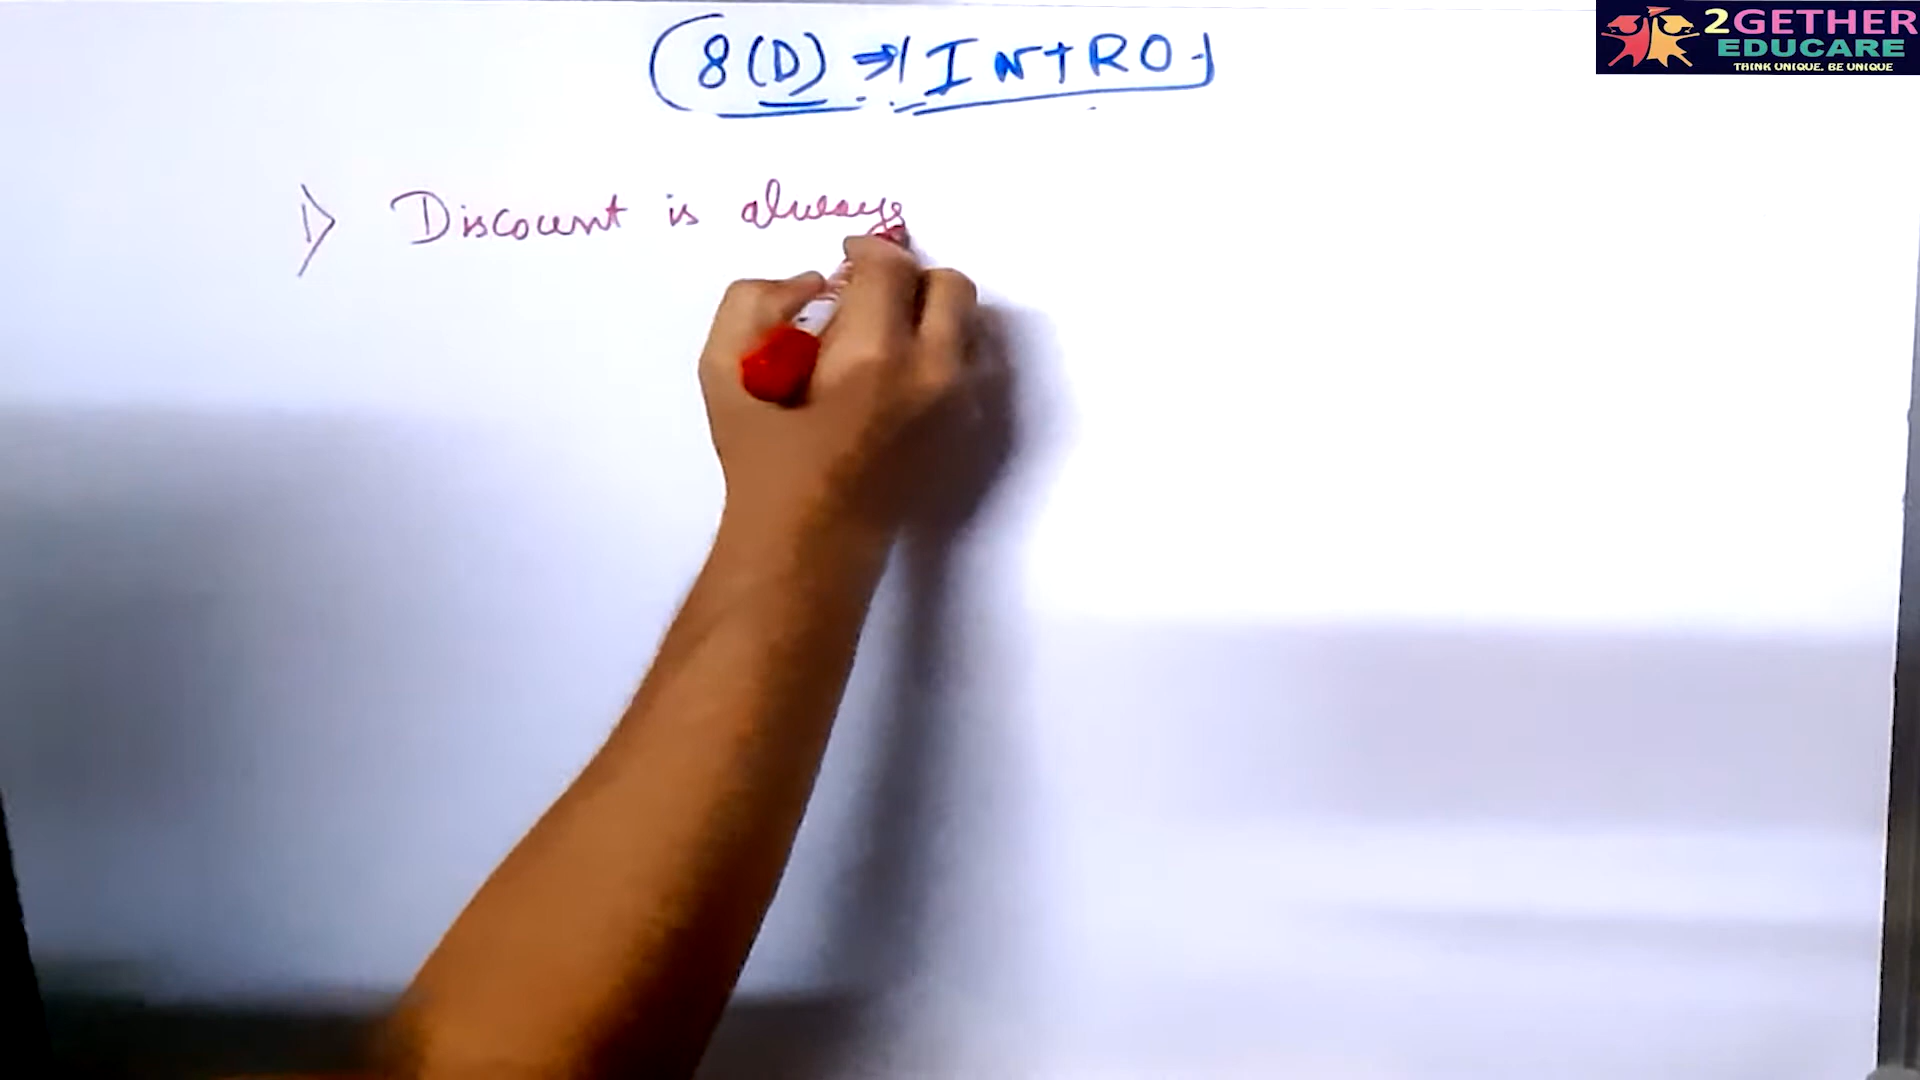 8(D) ⇒ INTRO
2GETHER
EDUCARE
THINK UNIQUE. BE UNIQUE
1) Discount is always